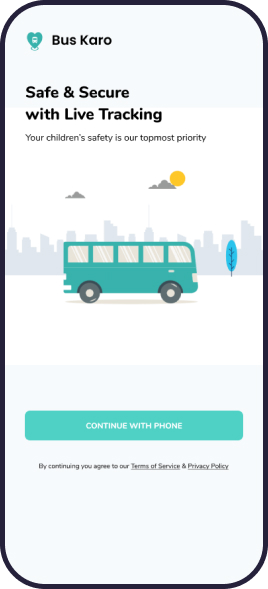 Bus Karo
Safe & Secure
with Live Tracking
Your children's safety is our topmost priority
CONTINUE WITH PHONE
By continuing you agree to our Terms of Service & Privacy Policy